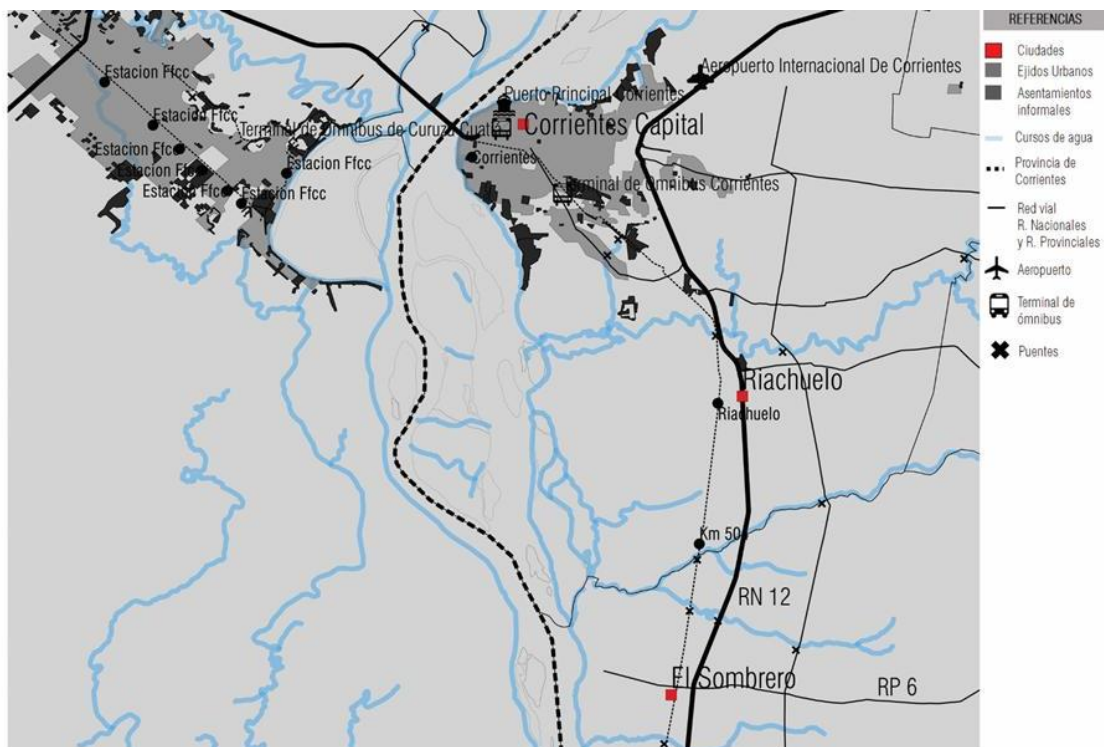 REFERENCIAS
Ciudades
Ejidos Urbanos
Asentamientos
informales
Cursos de agua
Provincia de
Corrientes
Red vial
R. Nacionales
y R. Provinciales
Aeropuerto
Terminal de
ómnibus
Puentes
Estacion Ffcc
Aeropuerto Internacional De Corrientes
Puerto Principal Corrientes
Estacion Ffcc
Terminal de Ómnibus de Curuzú Cuatiá
Corrientes Capital
Estacion Ffcc
Corrientes
Estacion Ffcc
Estacion Ffcc
Estacion Ffcc
Estación Ffcc
Terminal de Ómnibus Corrientes
Riachuelo
Riachuelo
Km 50
RN 12
El Sombrero
RP 6